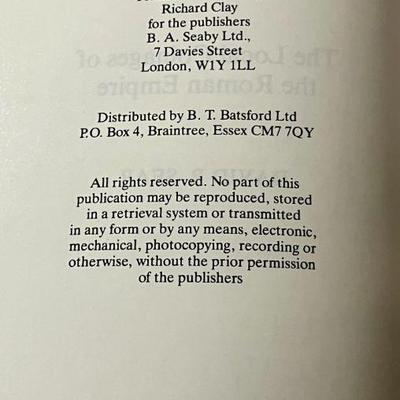 Richard Clay
for the publishers
B. A. Seaby Ltd.,
7 Davies Street
London, W1Y 1LL
Distributed by B. T. Batsford Ltd
P.O. Box 4, Braintree, Essex CM7 7QY
All rights reserved. No part of this
publication may be reproduced, stored
in a retrieval system or transmitted
in any form or by any means, electronic,
mechanical, photocopying, recording or
otherwise, without the prior permission
of the publishers